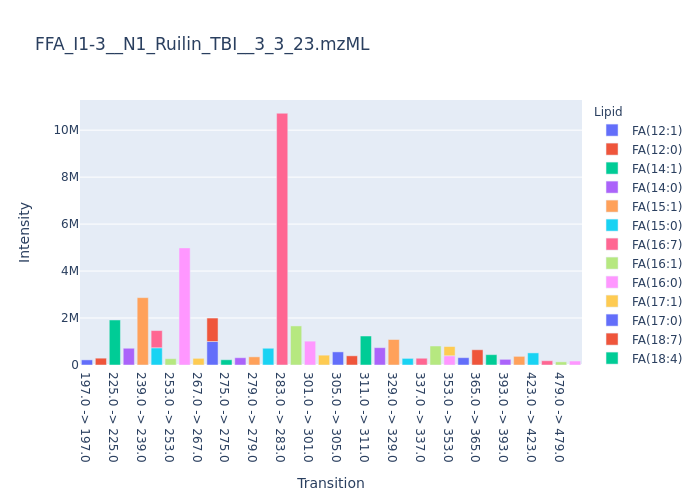 FFA_I1-3__N1_Ruilin_TBI__3_3_23.mzML
Intensity
10M
8M
6M
4M
2M
0
197.0 -> 197.0
225.0 -> 225.0
239.0 -> 239.0
253.0 -> 253.0
267.0 -> 267.0
275.0 -> 275.0
279.0 -> 279.0
283.0 -> 283.0
301.0 -> 301.0
305.0 -> 305.0
311.0 -> 311.0
329.0 -> 329.0
337.0 -> 337.0
353.0 -> 353.0
365.0 -> 365.0
393.0 -> 393.0
423.0 -> 423.0
479.0 -> 479.0
Transition
Lipid
FA(12:1)
FA(12:0)
FA(14:1)
FA(14:0)
FA(15:1)
FA(15:0)
FA(16:7)
FA(16:1)
FA(16:0)
FA(17:1)
FA(17:0)
FA(18:7)
FA(18:4)